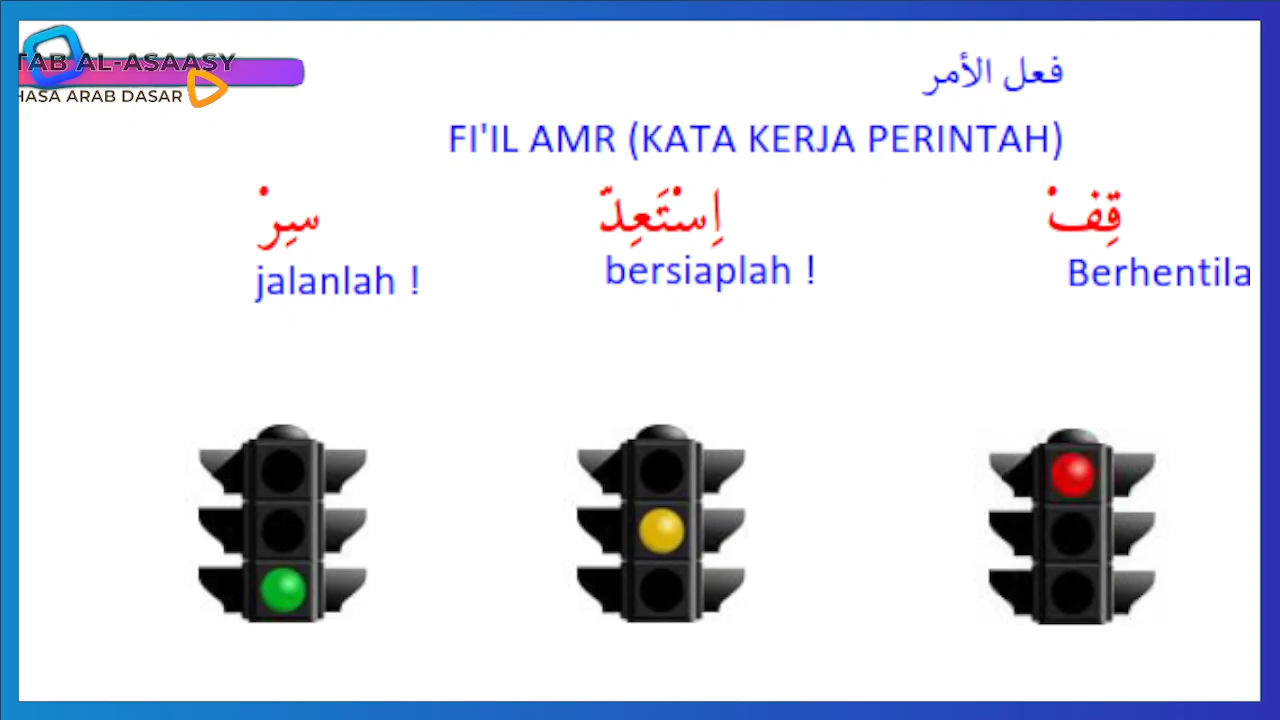 TAB AL-ASAASY
HASA ARAB DASAR
فعل الأمر
FI'IL AMR (KATA KERJA PERINTAH)
قِفْ
اِسْتَعِدّ
سِرْ
Berhentila
bersiaplah !
jalanlah !